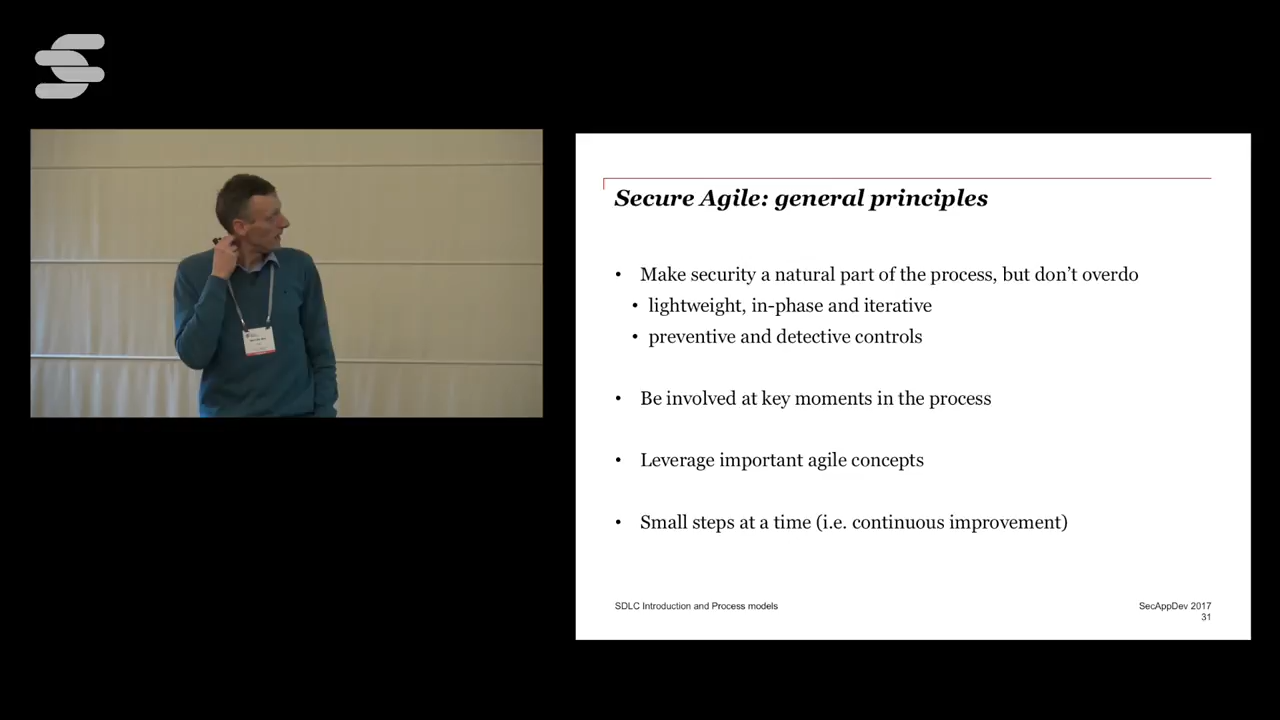 Secure Agile: general principles
• Make security a natural part of the process, but don't overdo
• lightweight, in-phase and iterative
• preventive and detective controls
• Be involved at key moments in the process
• Leverage important agile concepts
• Small steps at a time (i.e. continuous improvement)
SDLC Introduction and Process models
SecAppDev 2017
31